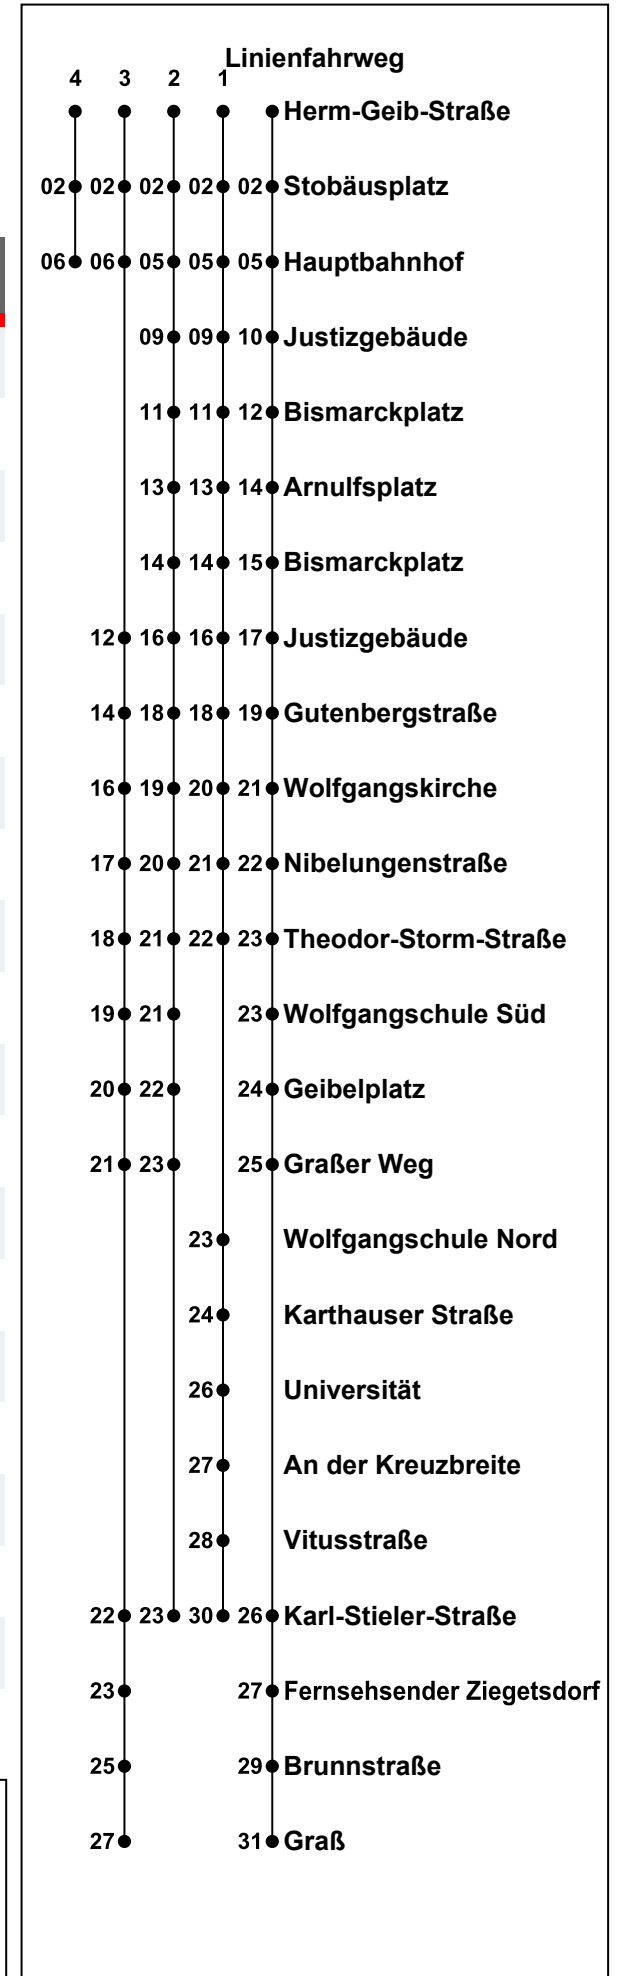 Linienfahrweg
4 3 2 1
Herm-Geib-Straße
02 02 02 02 02 Stobäusplatz
06 06 05 05 05 Hauptbahnhof
09 09 10 Justizgebäude
11 11 12 Bismarckplatz
13 13 14 Arnulfsplatz
14 14 15 Bismarckplatz
12 16 16 17 Justizgebäude
14 18 18 19 Gutenbergstraße
16 19 20 21 Wolfgangskirche
17 20 21 22 Nibelungenstraße
18 21 22 23 Theodor-Storm-Straße
19 21 23 Wolfgangschule Süd
20 22 24 Geibelplatz
21 23 25 Graßer Weg
23 Wolfgangschule Nord
24 Karthauser Straße
26 Universität
27 An der Kreuzbreite
28 Vitusstraße
22 23 30 26 Karl-Stieler-Straße
23 27 Fernsehsender Ziegetsdorf
25 29 Brunnstraße
27 31 Graß